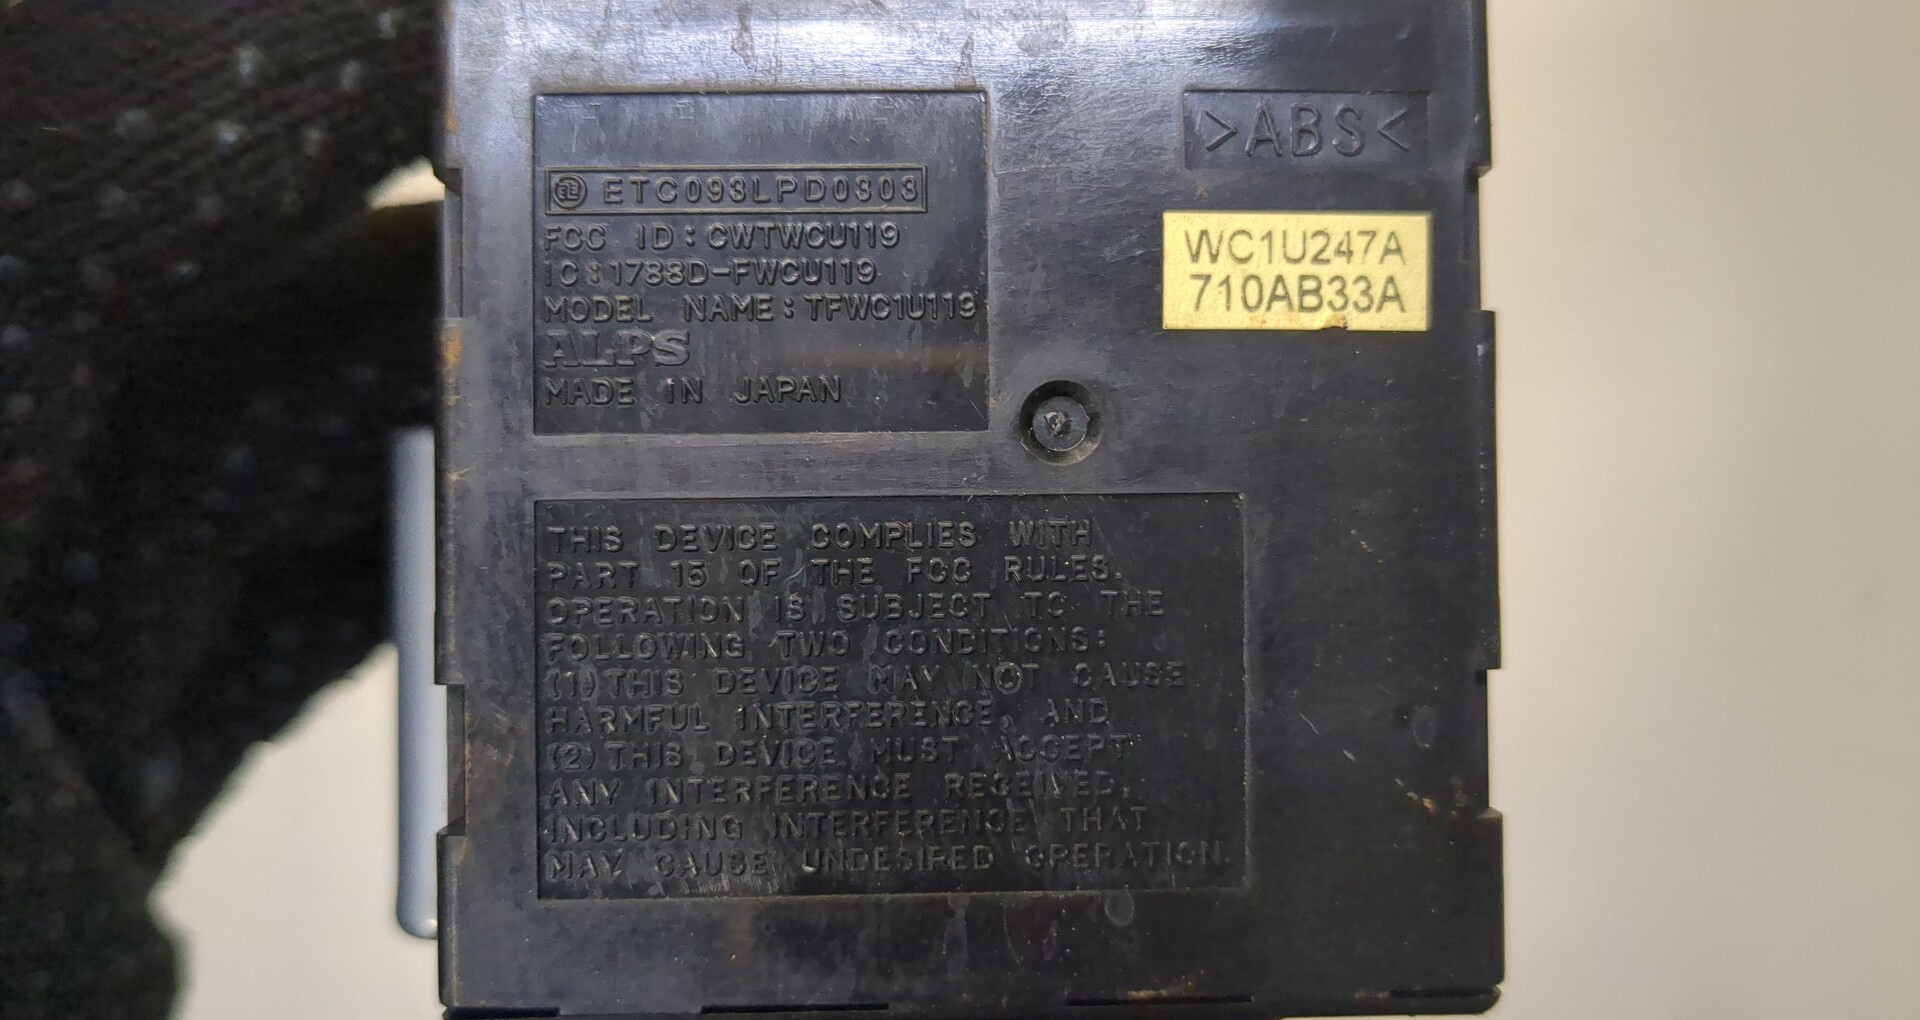 ETC093LPD0303
FCC ID:CWTWCU119
IC:1788D-FWCU119
MODEL NAME:TFWC1U119
ALPS
MADE IN JAPAN
>ABS<
WC1U247A
710AB33A
THIS DEVICE COMPLIES WITH
PART 15 OF THE FCC RULES.
OPERATION IS SUBJECT TO THE
FOLLOWING TWO CONDITIONS:
(1)THIS DEVICE MAY NOT CAUSE
HARMFUL INTERFERENCE, AND
(2)THIS DEVICE MUST ACCEPT
ANY INTERFERENCE RECEIVED,
INCLUDING INTERFERENCE THAT
MAY CAUSE UNDESIRED OPERATION.